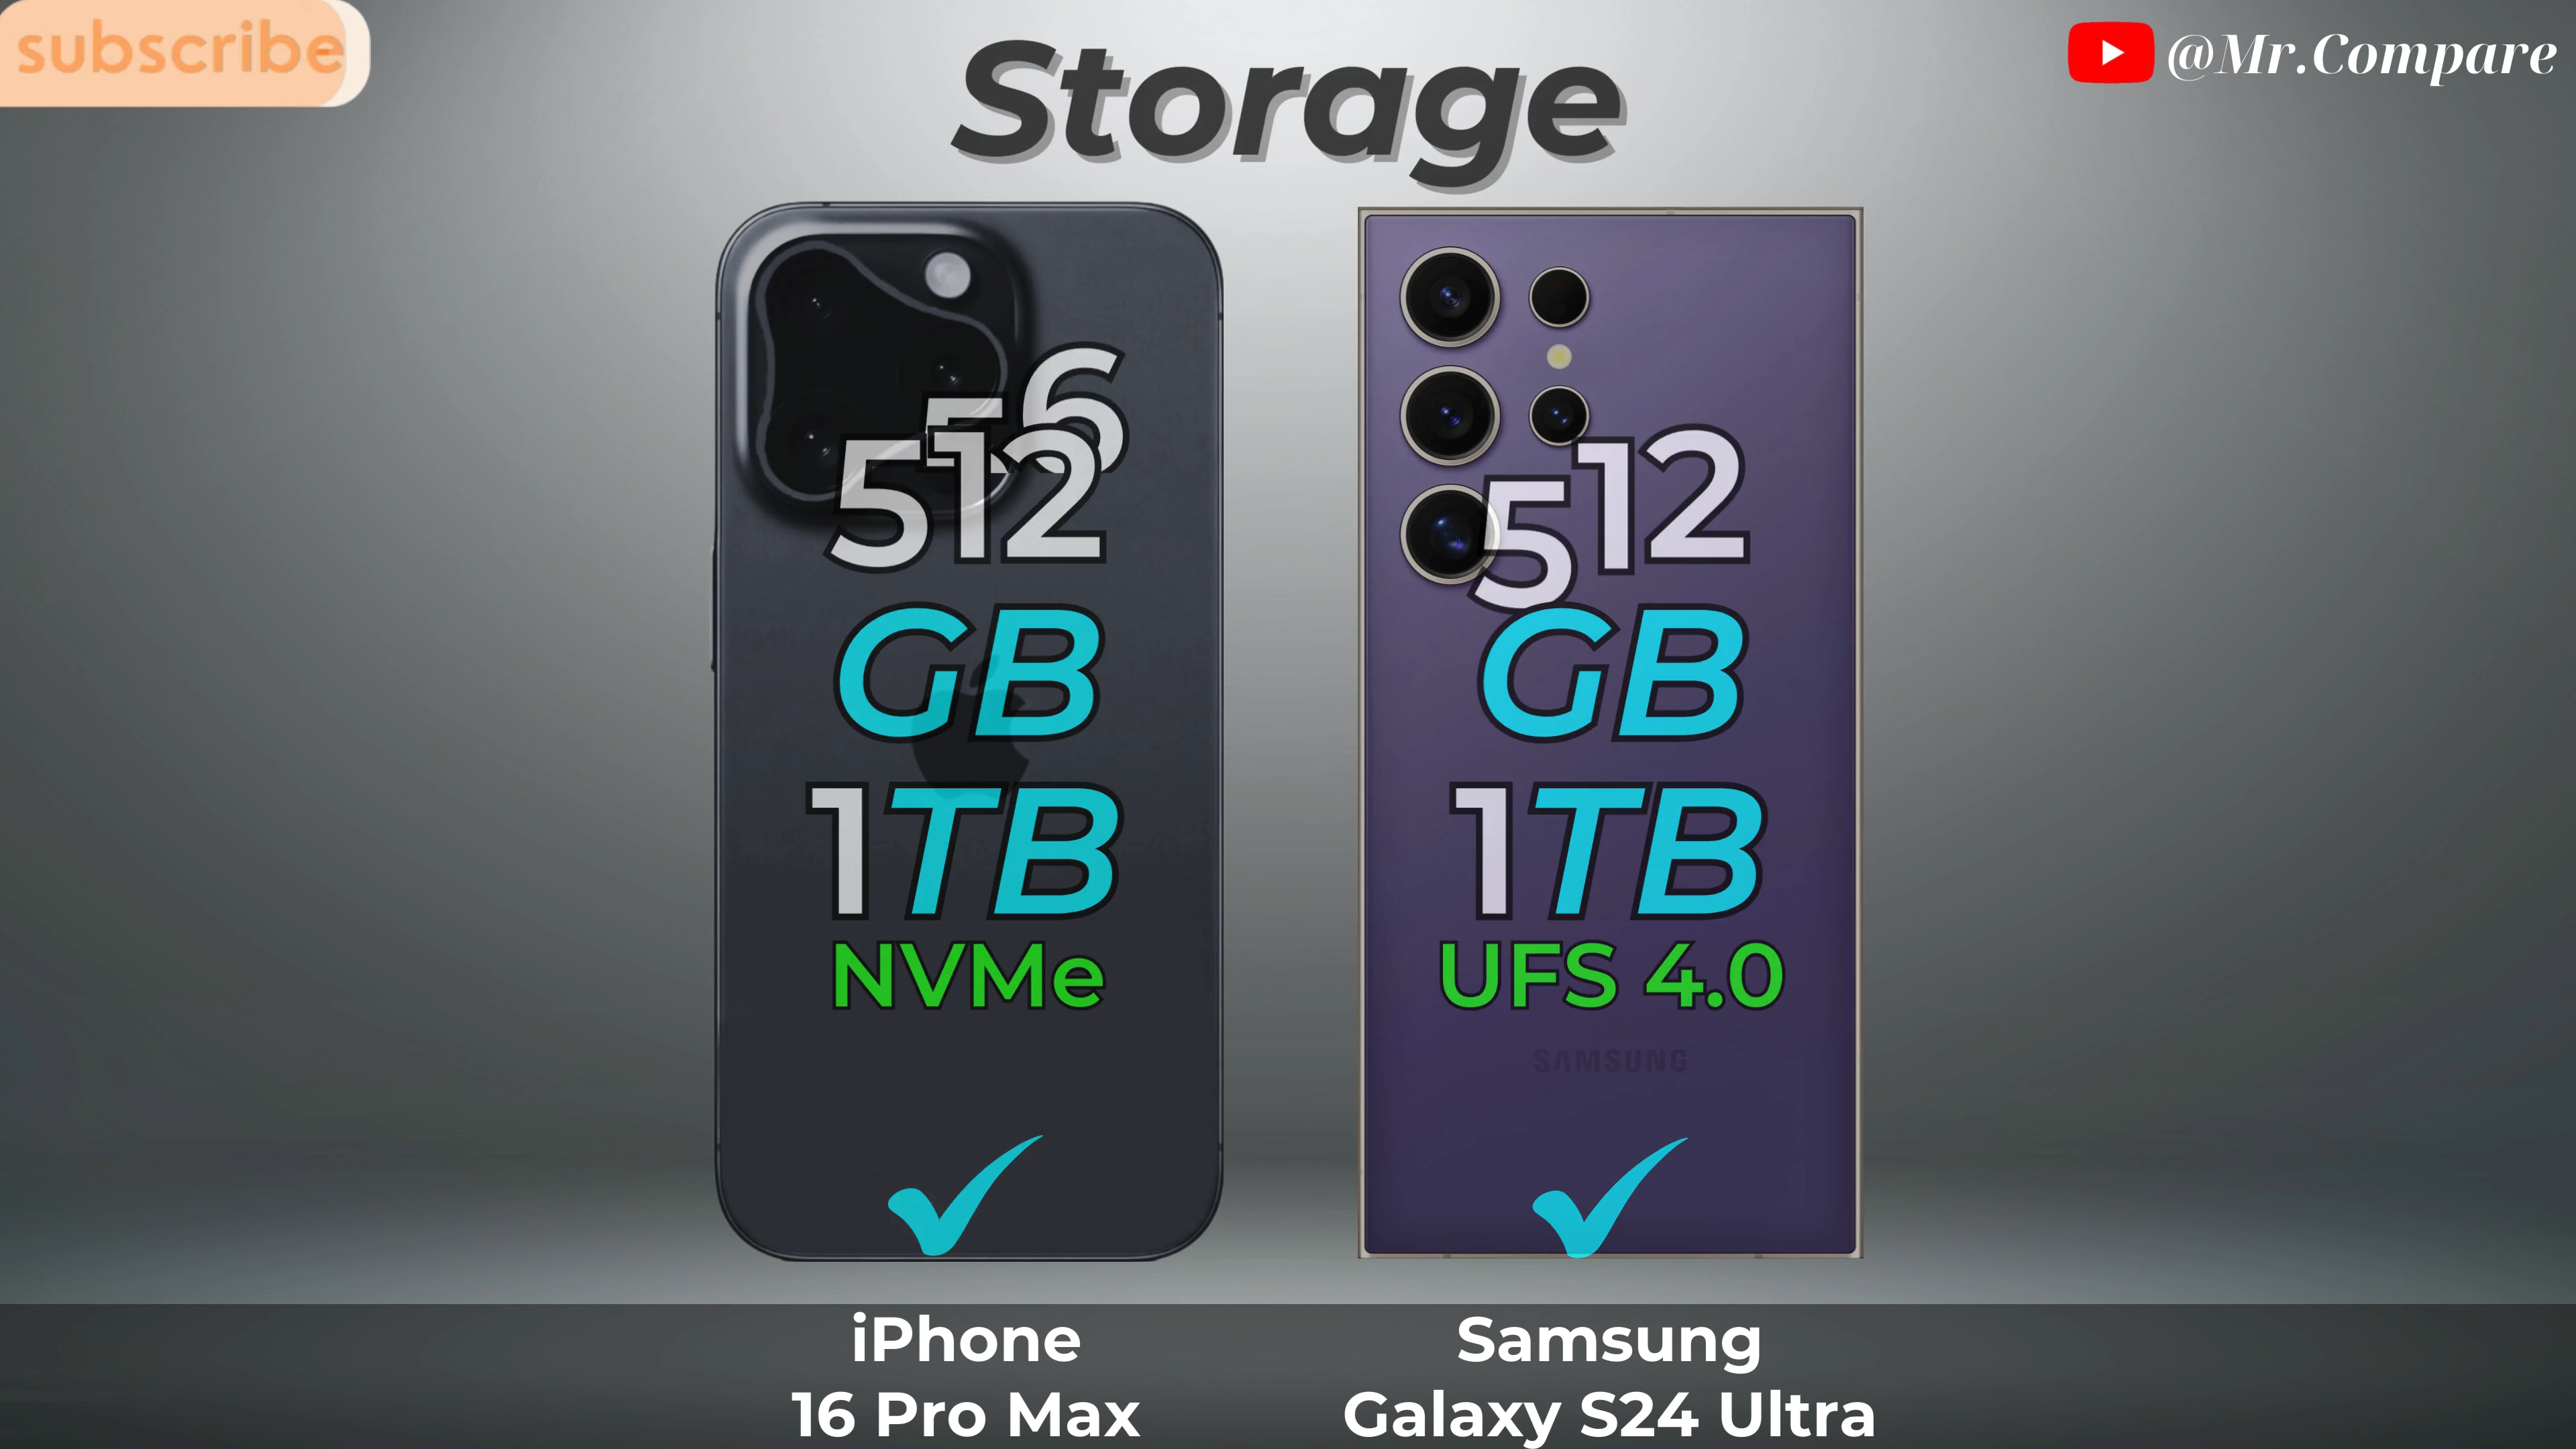 subscribe
@Mr.Compare
Storage
56
512
GB
1TB
NVMe
512
GB
1TB
UFS 4.0
SAMSUNG
iPhone
16 Pro Max
Samsung
Galaxy S24 Ultra